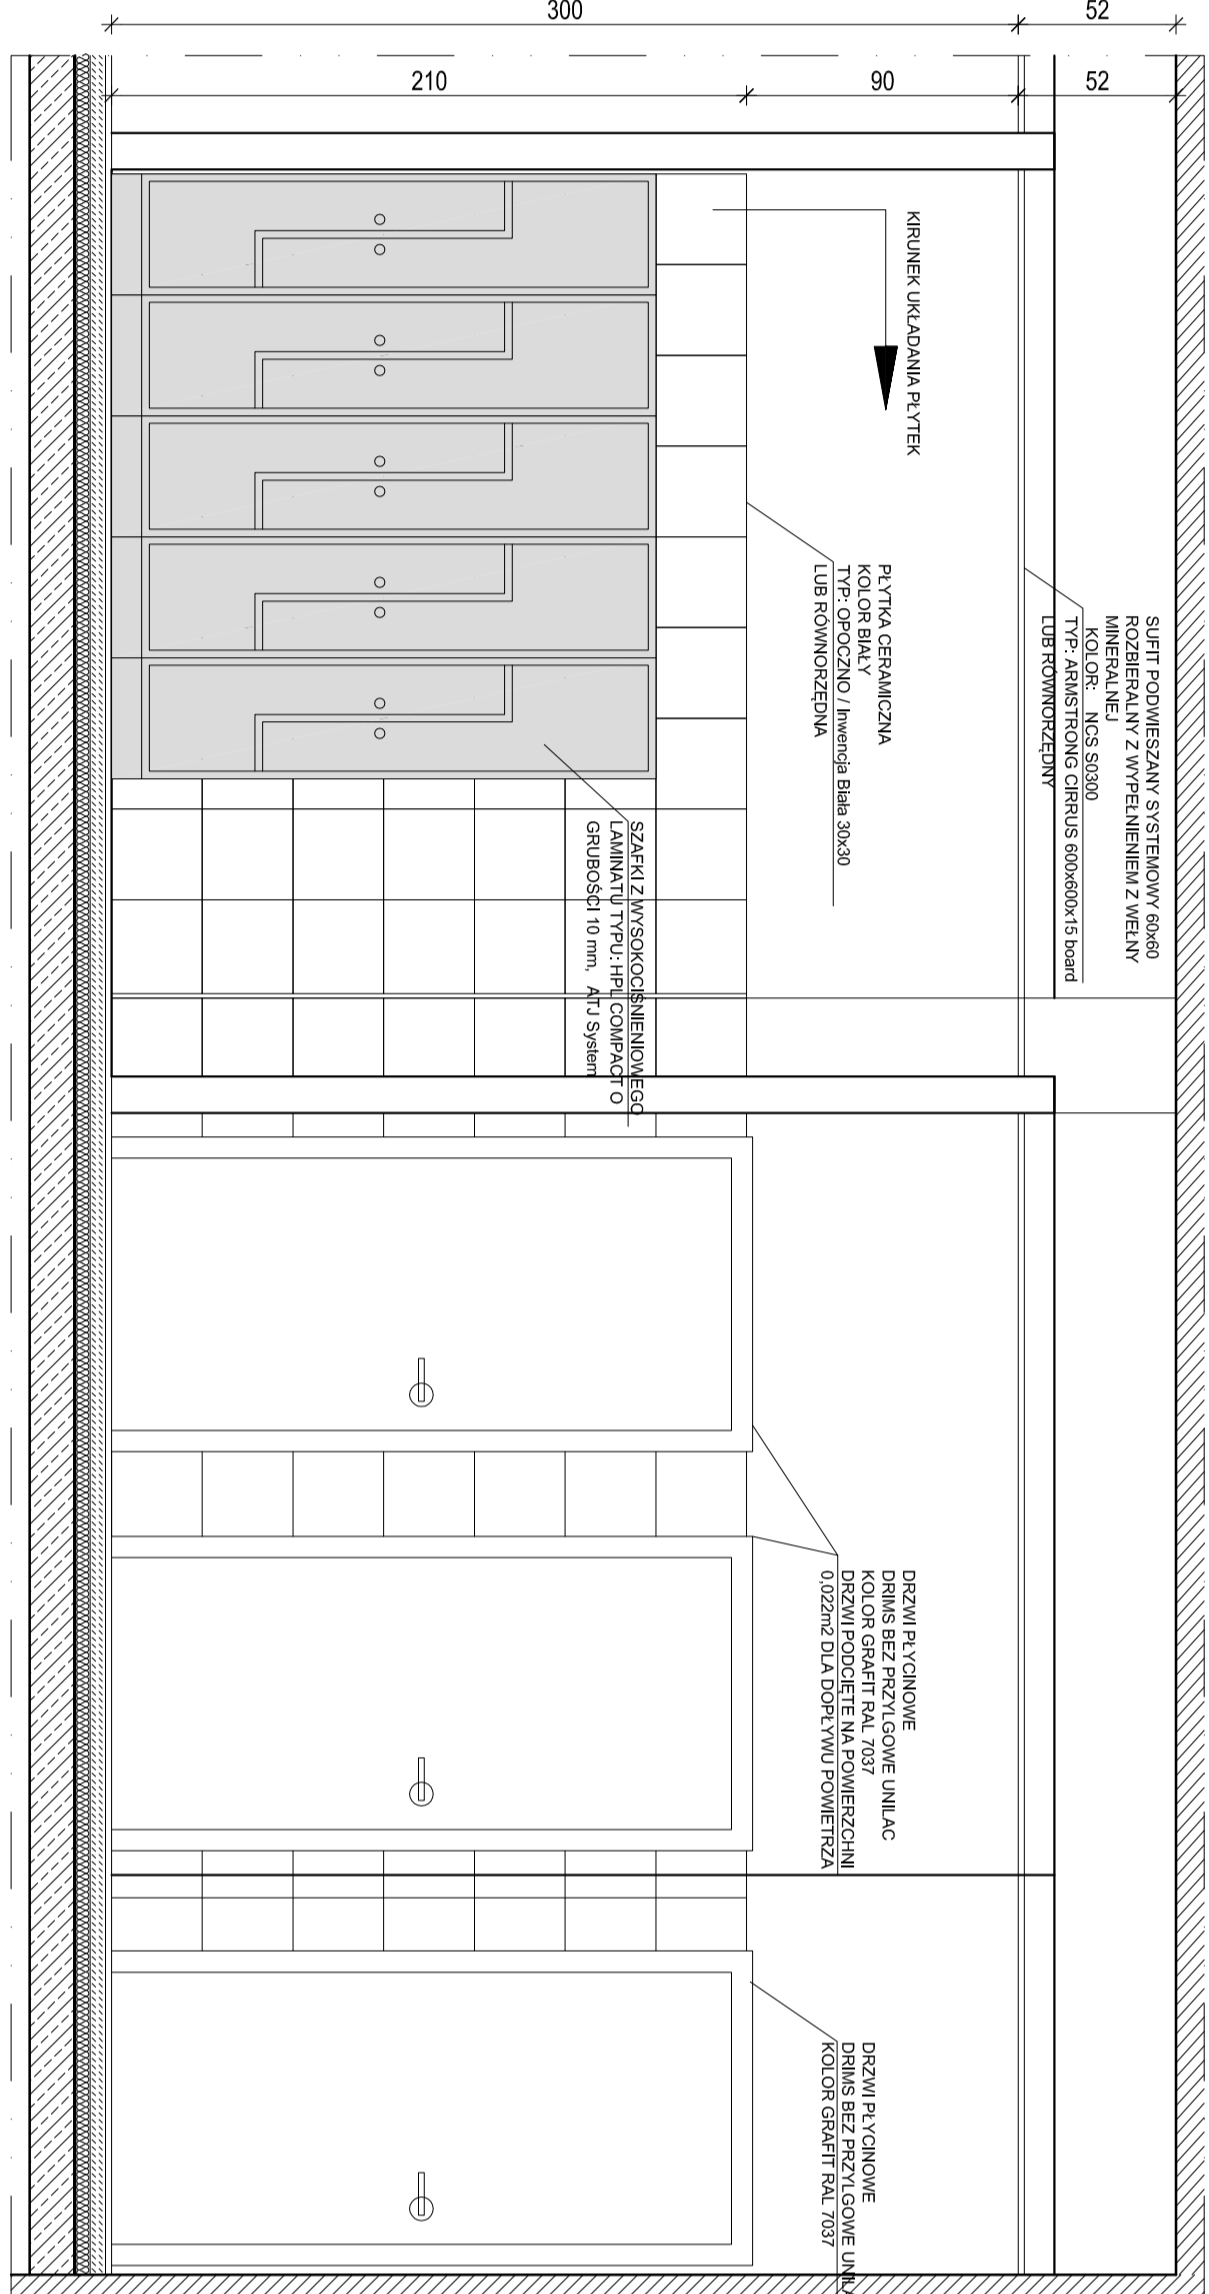 300
52
210
90
52
KIRUNEK UKŁADANIA PŁYTEK
SUFIT PODWIESZANY SYSTEMOWY 60x60
ROZBIERALNY Z WYPEŁNIENIEM Z WEŁNY
MINERALNEJ
KOLOR: NCS S0300
TYP: ARMSTRONG CIRRUS 600x600x15 board
LUB RÓWNORZĘDNY
PŁYTKA CERAMICZNA
KOLOR BIAŁY
TYP: OPOCZNO / Inwencja Biała 30x30
LUB RÓWNORZĘDNA
SZAFKI Z WYSOKOCIŚNIENIOWEGO
LAMINATU TYPU: HPL COMPACT O
GRUBOŚCI 10 mm, ATJ System
DRZWI PŁYCINOWE
DRIMS BEZ PRZYLGOWE UNILAC
KOLOR GRAFIT RAL 7037
DRZWI PODCIĘTE NA POWIERZCHNI
0,022m2 DLA DOPŁYWU POWIETRZA
DRZWI PŁYCINOWE
DRIMS BEZ PRZYLGOWE UNILA
KOLOR GRAFIT RAL 7037